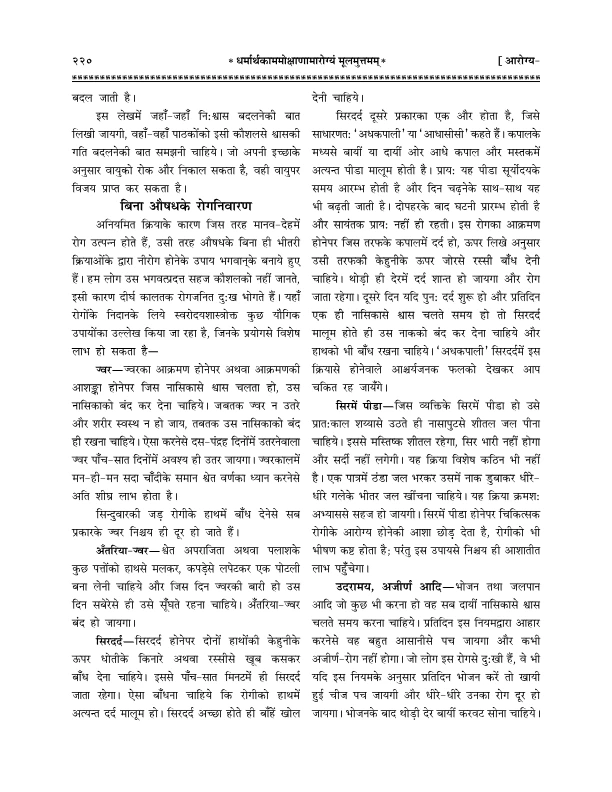 २२०
* धर्मार्थकाममोक्षाणामारोग्यं मूलमुत्तमम् *
[ आरोग्य-
बदल जाती है।
इस लेखमें जहाँ-जहाँ नि:श्वास बदलनेकी बात
लिखी जायगी, वहाँ-वहाँ पाठकोंको इसी कौशलसे श्वासकी
गति बदलनेकी बात समझनी चाहिये। जो अपनी इच्छाके
अनुसार वायुको रोक और निकाल सकता है, वही वायुपर
विजय प्राप्त कर सकता है।
बिना औषधके रोगनिवारण
अनियमित क्रियाके कारण जिस तरह मानव-देहमें
रोग उत्पन्न होते हैं, उसी तरह औषधके बिना ही भीतरी
क्रियाओंके द्वारा नीरोग होनेके उपाय भगवान्‌के बनाये हुए
हैं। हम लोग उस भगवत्प्रदत्त सहज कौशलको नहीं जानते,
इसी कारण दीर्घ कालतक रोगजनित दु:ख भोगते हैं। यहाँ
रोगोंके निदानके लिये स्वरोदयशास्त्रोक्त कुछ यौगिक
उपायोंका उल्लेख किया जा रहा है, जिनके प्रयोगसे विशेष
लाभ हो सकता है—
ज्वर—ज्वरका आक्रमण होनेपर अथवा आक्रमणकी
आशङ्का होनेपर जिस नासिकासे श्वास चलता हो, उस
नासिकाको बंद कर देना चाहिये। जबतक ज्वर न उतरे
और शरीर स्वस्थ न हो जाय, तबतक उस नासिकाको बंद
ही रखना चाहिये। ऐसा करनेसे दस-पंद्रह दिनोंमें उतरनेवाला
ज्वर पाँच-सात दिनोंमें अवश्य ही उतर जायगा। ज्वरकालमें
मन-ही-मन सदा चाँदीके समान श्वेत वर्णका ध्यान करनेसे
अति शीघ्र लाभ होता है।
सिन्दुवारकी जड़ रोगीके हाथमें बाँध देनेसे सब
प्रकारके ज्वर निश्चय ही दूर हो जाते हैं।
अँतरिया-ज्वर—श्वेत अपराजिता अथवा पलाशके
कुछ पत्तोंको हाथसे मलकर, कपड़ेसे लपेटकर एक पोटली
बना लेनी चाहिये और जिस दिन ज्वरकी बारी हो उस
दिन सबेरेसे ही उसे सूँघते रहना चाहिये। अँतरिया-ज्वर
बंद हो जायगा।
सिरदर्द—सिरदर्द होनेपर दोनों हाथोंकी केहुनीके
ऊपर धोतीके किनारे अथवा रस्सीसे खूब कसकर
बाँध देना चाहिये। इससे पाँच-सात मिनटमें ही सिरदर्द
जाता रहेगा। ऐसा बाँधना चाहिये कि रोगीको हाथमें
अत्यन्त दर्द मालूम हो। सिरदर्द अच्छा होते ही बाँहें खोल
देनी चाहिये।
सिरदर्द दूसरे प्रकारका एक और होता है, जिसे
साधारणत: 'अधकपाली' या 'आधासीसी' कहते हैं। कपालके
मध्यसे बायीं या दायीं ओर आधे कपाल और मस्तकमें
अत्यन्त पीडा मालूम होती है। प्राय: यह पीडा सूर्योदयके
समय आरम्भ होती है और दिन चढ़नेके साथ-साथ यह
भी बढ़ती जाती है। दोपहरके बाद घटनी प्रारम्भ होती है
और सायंतक प्राय: नहीं ही रहती। इस रोगका आक्रमण
होनेपर जिस तरफके कपालमें दर्द हो, ऊपर लिखे अनुसार
उसी तरफकी केहुनीके ऊपर जोरसे रस्सी बाँध देनी
चाहिये। थोड़ी ही देरमें दर्द शान्त हो जायगा और रोग
जाता रहेगा। दूसरे दिन यदि पुन: दर्द शुरू हो और प्रतिदिन
एक ही नासिकासे श्वास चलते समय हो तो सिरदर्द
मालूम होते ही उस नाकको बंद कर देना चाहिये और
हाथको भी बाँध रखना चाहिये। 'अधकपाली' सिरदर्दमें इस
क्रियासे होनेवाले आश्चर्यजनक फलको देखकर आप
चकित रह जायँगे।
सिरमें पीडा—जिस व्यक्तिके सिरमें पीडा हो उसे
प्रात:काल शय्यासे उठते ही नासापुटसे शीतल जल पीना
चाहिये। इससे मस्तिष्क शीतल रहेगा, सिर भारी नहीं होगा
और सर्दी नहीं लगेगी। यह क्रिया विशेष कठिन भी नहीं
है। एक पात्रमें ठंडा जल भरकर उसमें नाक डुबाकर धीरे-
धीरे गलेके भीतर जल खींचना चाहिये। यह क्रिया क्रमश:
अभ्याससे सहज हो जायगी। सिरमें पीडा होनेपर चिकित्सक
रोगीके आरोग्य होनेकी आशा छोड़ देता है, रोगीको भी
भीषण कष्ट होता है; परंतु इस उपायसे निश्चय ही आशातीत
लाभ पहुँचेगा।
उदरामय, अजीर्ण आदि—भोजन तथा जलपान
आदि जो कुछ भी करना हो वह सब दायीं नासिकासे श्वास
चलते समय करना चाहिये। प्रतिदिन इस नियमद्वारा आहार
करनेसे वह बहुत आसानीसे पच जायगा और कभी
अजीर्ण-रोग नहीं होगा। जो लोग इस रोगसे दु:खी हैं, वे भी
यदि इस नियमके अनुसार प्रतिदिन भोजन करें तो खायी
हुई चीज पच जायगी और धीरे-धीरे उनका रोग दूर हो
जायगा। भोजनके बाद थोड़ी देर बायीं करवट सोना चाहिये।